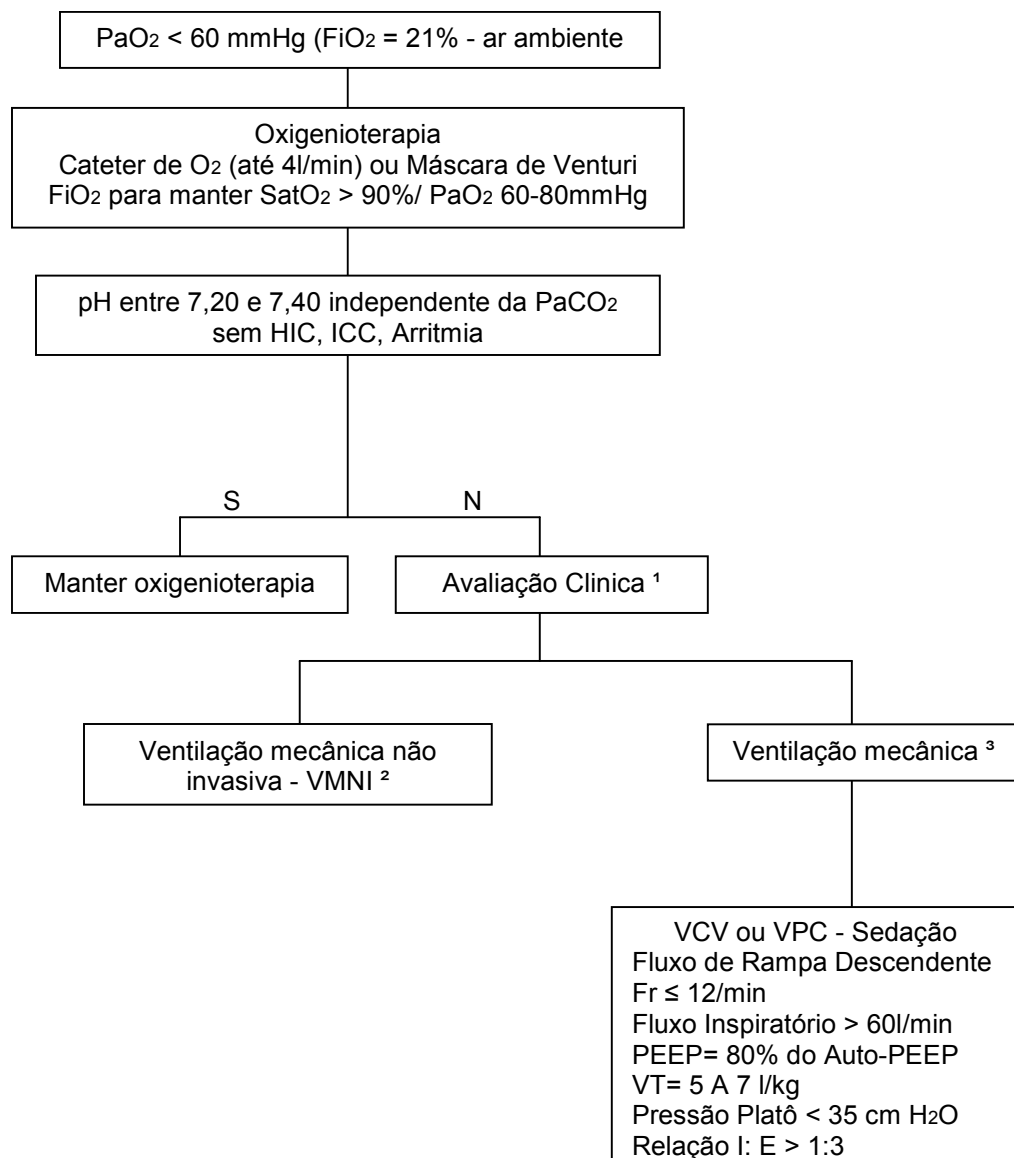 PaO₂ < 60 mmHg (FiO₂ = 21% - ar ambiente
Oxigenioterapia
Cateter de O₂ (até 4l/min) ou Máscara de Venturi
FiO₂ para manter SatO₂ > 90%/ PaO₂ 60-80mmHg
pH entre 7,20 e 7,40 independente da PaCO₂
sem HIC, ICC, Arritmia
S
N
Manter oxigenioterapia
Avaliação Clinica ¹
Ventilação mecânica não
invasiva - VMNI ²
Ventilação mecânica ³
VCV ou VPC - Sedação
Fluxo de Rampa Descendente
Fr ≤ 12/min
Fluxo Inspiratório > 60l/min
PEEP= 80% do Auto-PEEP
VT= 5 A 7 l/kg
Pressão Platô < 35 cm H₂O
Relação I: E > 1:3